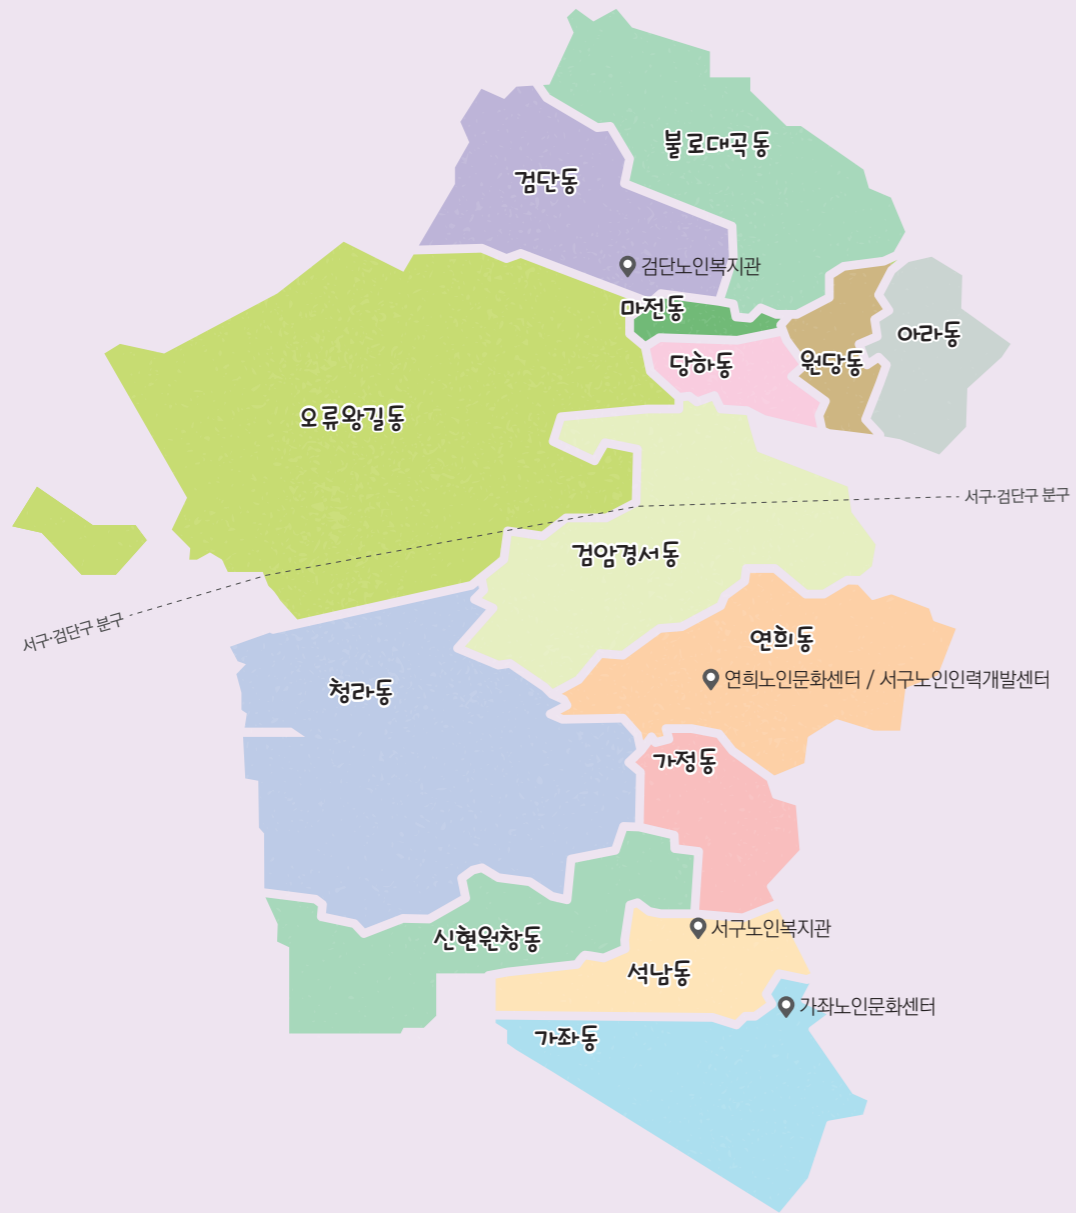 불로대곡동
검단동
검단노인복지관
마전동
아라동
당하동
원당동
오류왕길동
서구·검단구 분구
검암경서동
서구·검단구 분구
연희동
연희노인문화센터 / 서구노인인력개발센터
청라동
가정동
서구노인복지관
신현원창동
석남동
가좌노인문화센터
가좌동